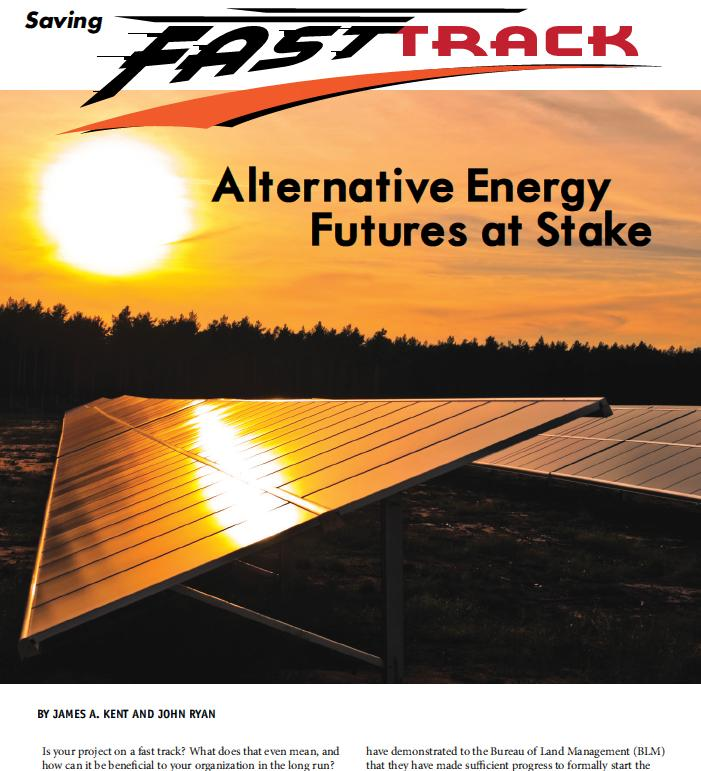 Saving
FAST TRACK
Alternative Energy
Futures at Stake
BY JAMES A. KENT AND JOHN RYAN
Is your project on a fast track? What does that even mean, and
how can it be beneficial to your organization in the long run?
have demonstrated to the Bureau of Land Management (BLM)
that they have made sufficient progress to formally start the